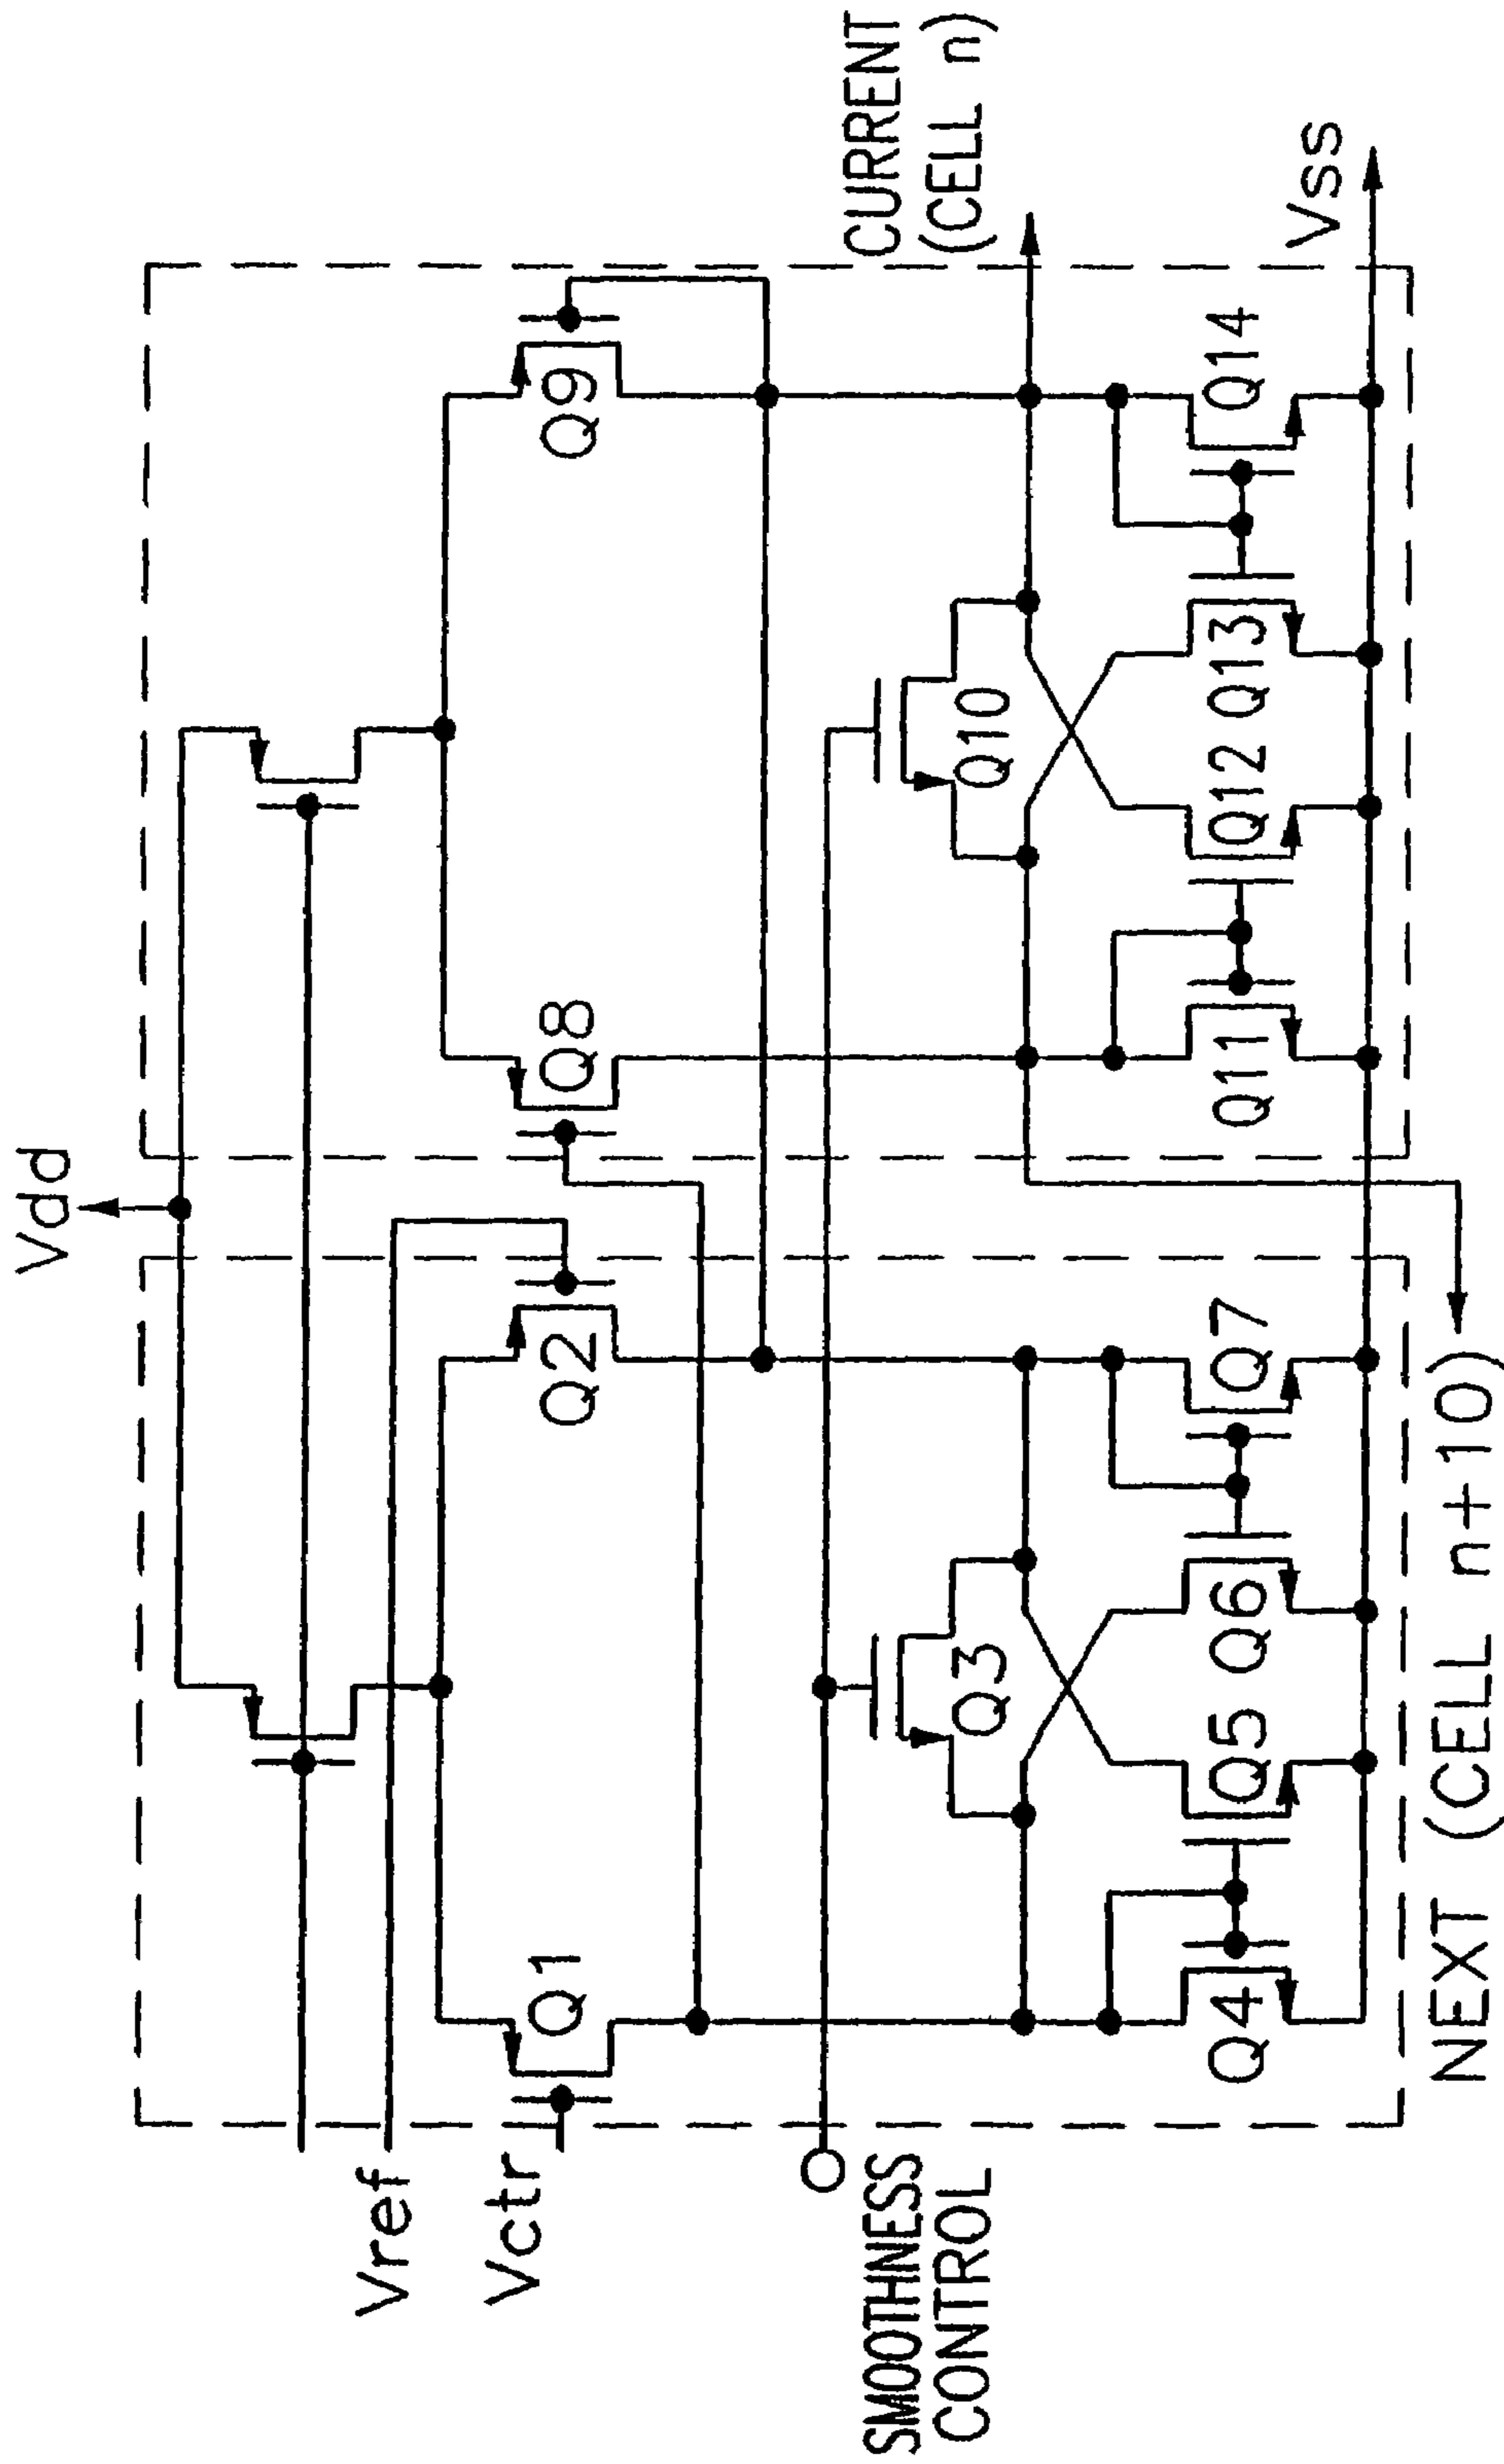 Vdd
Vref
Vctr
SMOOTHNESS
CONTROL
Q1
Q2
Q8
Q9
Q3
Q10
CURRENT
(CELL n)
Q4
Q5
Q6
Q7
Q11
Q12
Q13
Q14
Vss
NEXT (CELL n+10)